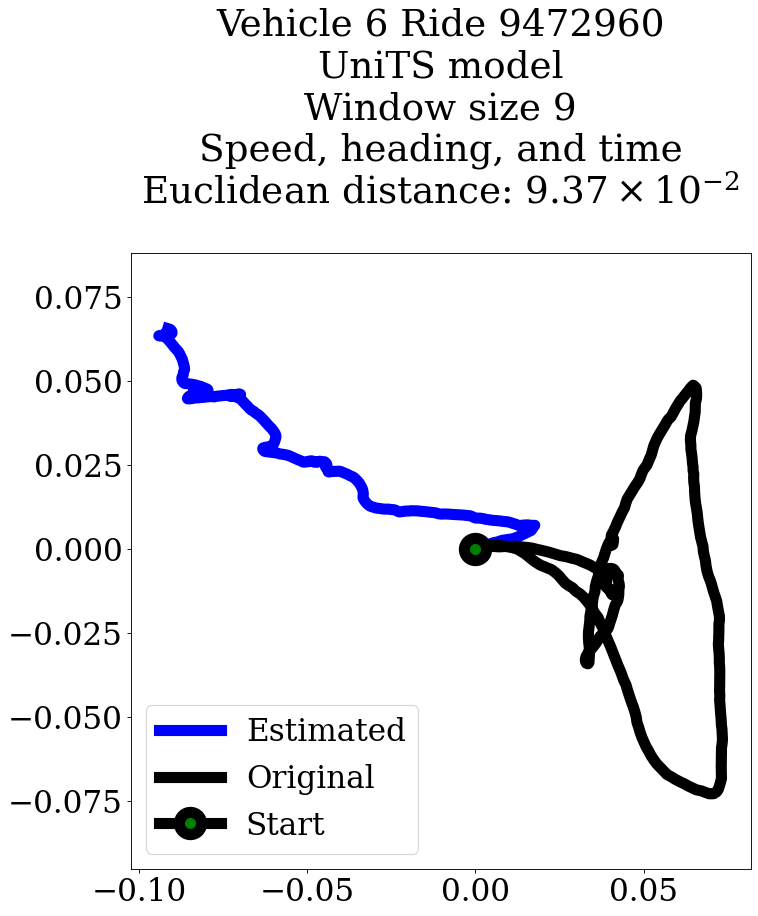 Vehicle 6 Ride 9472960
UniTS model
Window size 9
Speed, heading, and time
Euclidean distance: 9.37 × 10⁻²
0.075
0.050
0.025
0.000
−0.025
−0.050
−0.075
Estimated
Original
Start
−0.10
−0.05
0.00
0.05